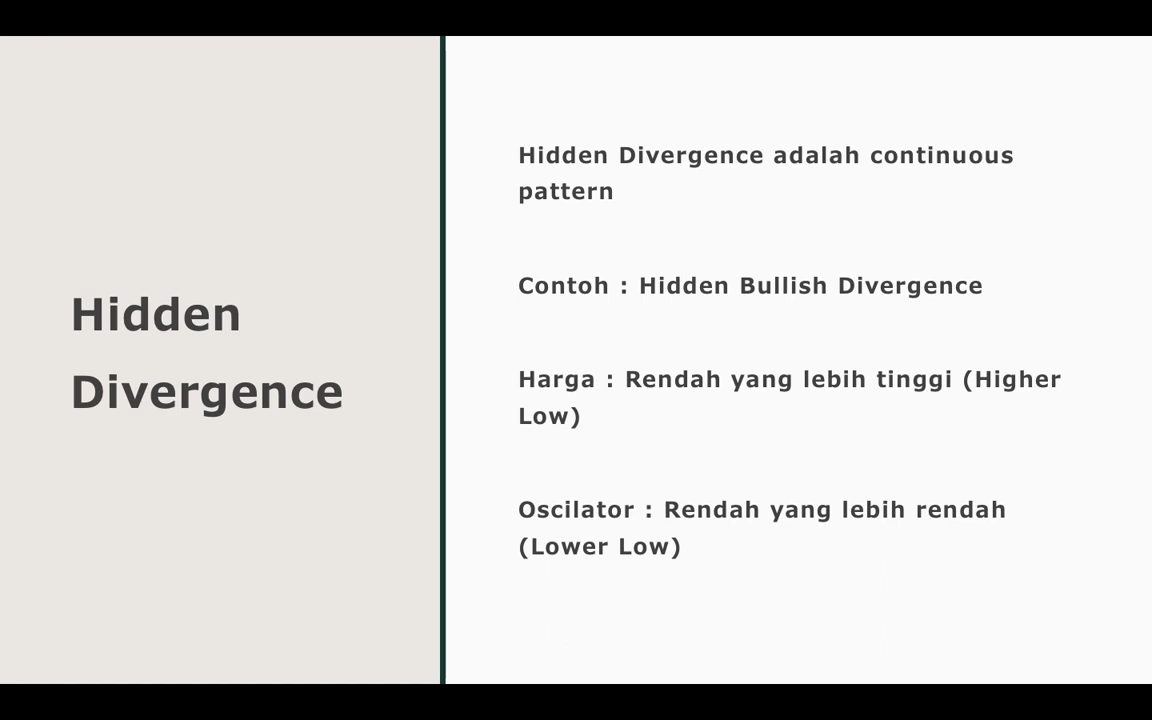 Hidden
Divergence
Hidden Divergence adalah continuous
pattern
Contoh : Hidden Bullish Divergence
Harga : Rendah yang lebih tinggi (Higher
Low)
Oscilator : Rendah yang lebih rendah
(Lower Low)